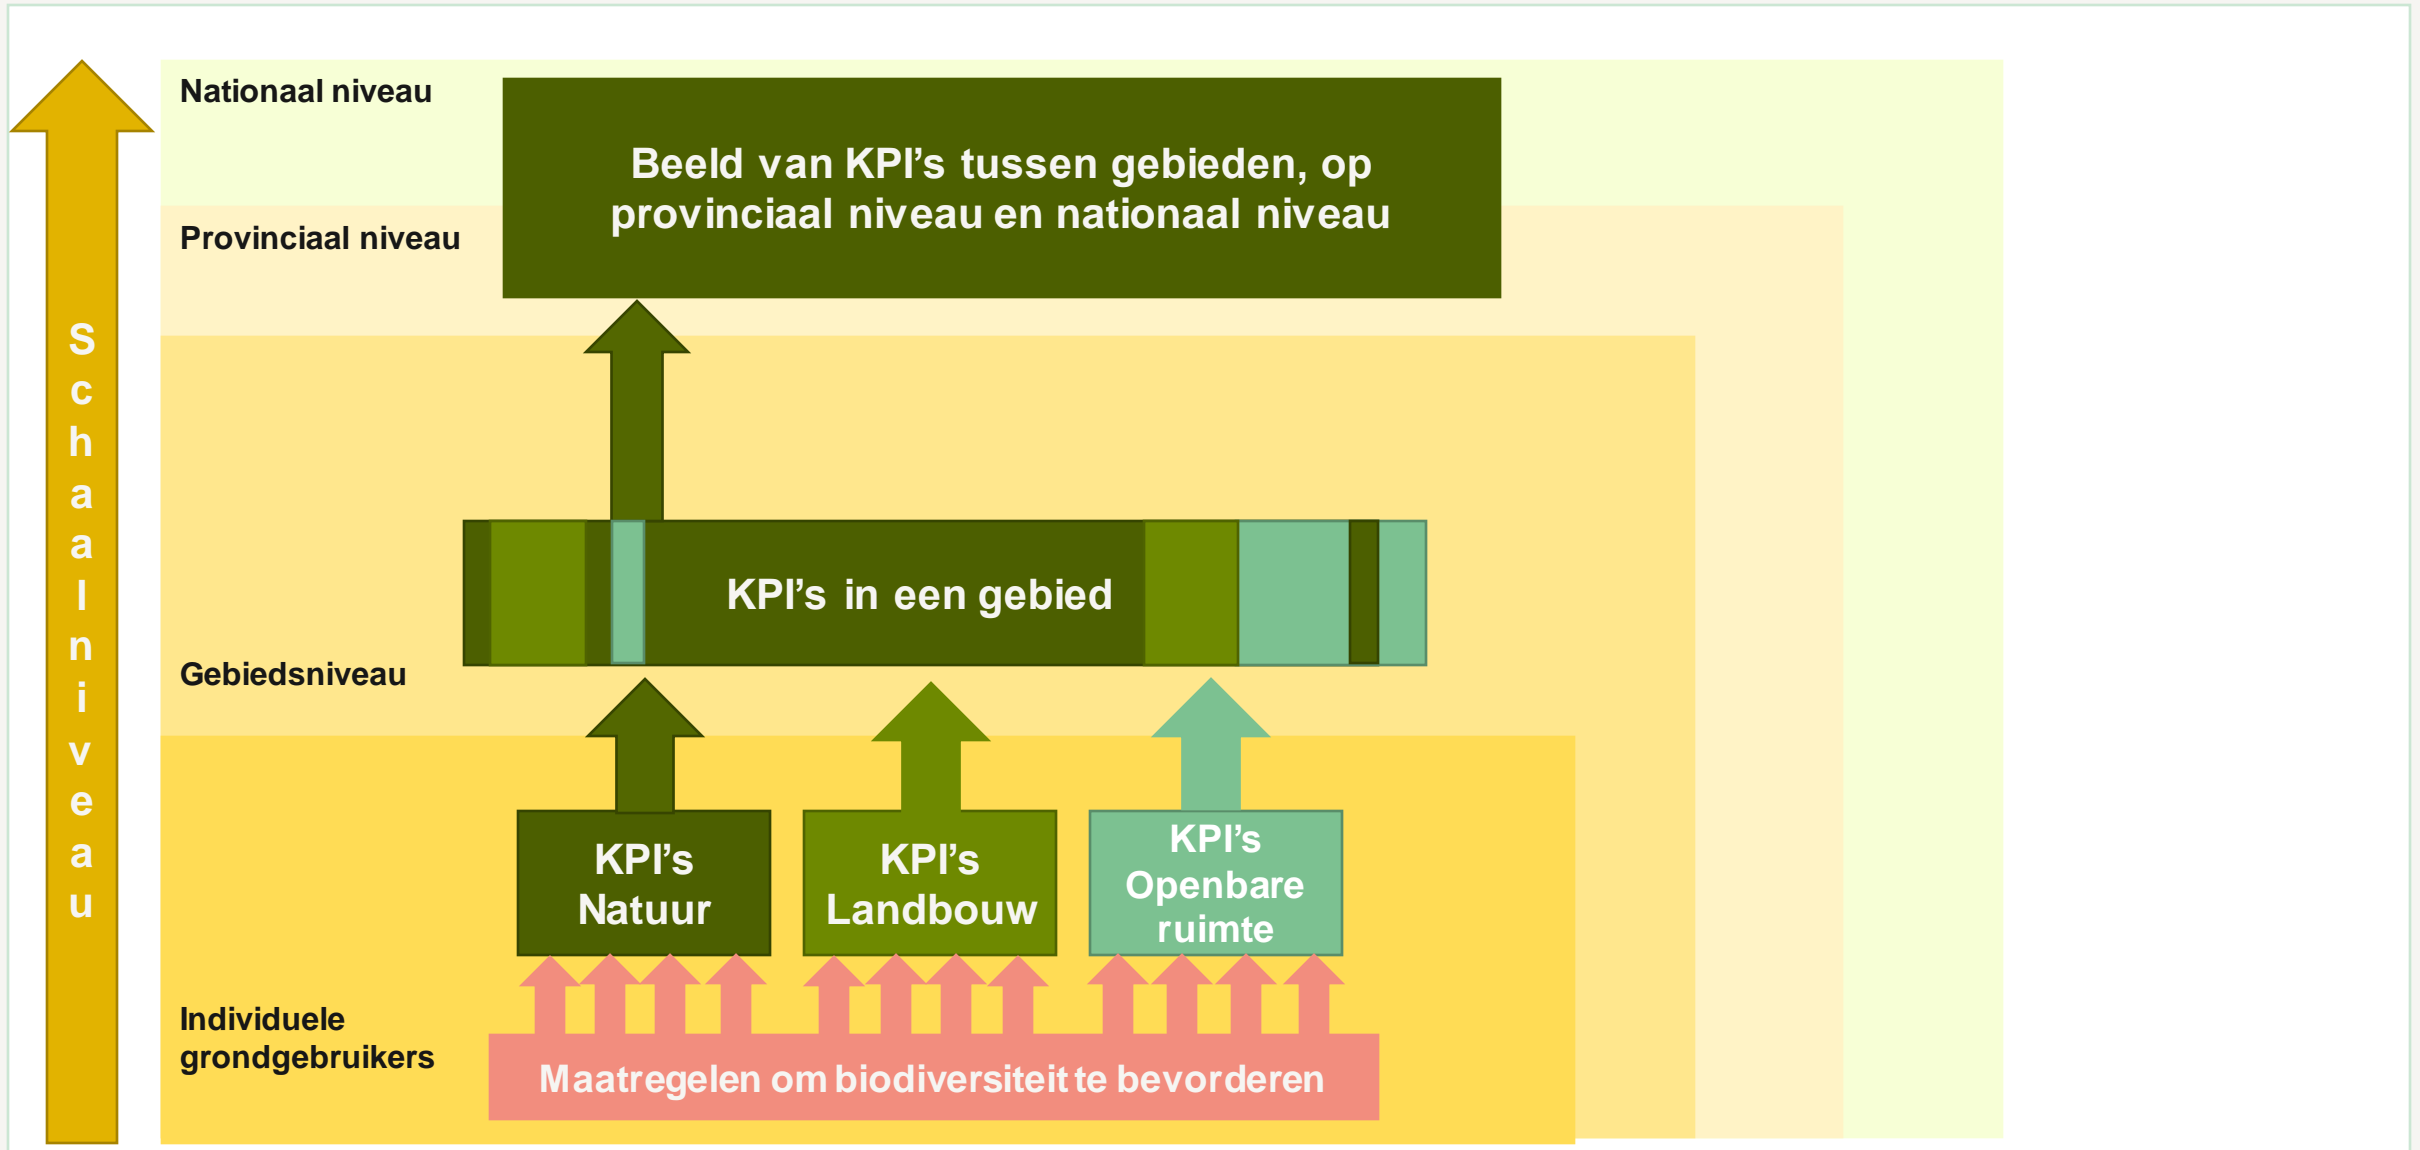 Nationaal niveau
Beeld van KPI’s tussen gebieden, op
provinciaal niveau en nationaal niveau
Provinciaal niveau
Schaalniveau
KPI’s in een gebied
Gebiedsniveau
KPI’s
Natuur
KPI’s
Landbouw
KPI’s
Openbare
ruimte
Individuele
grondgebruikers
Maatregelen om biodiversiteit te bevorderen